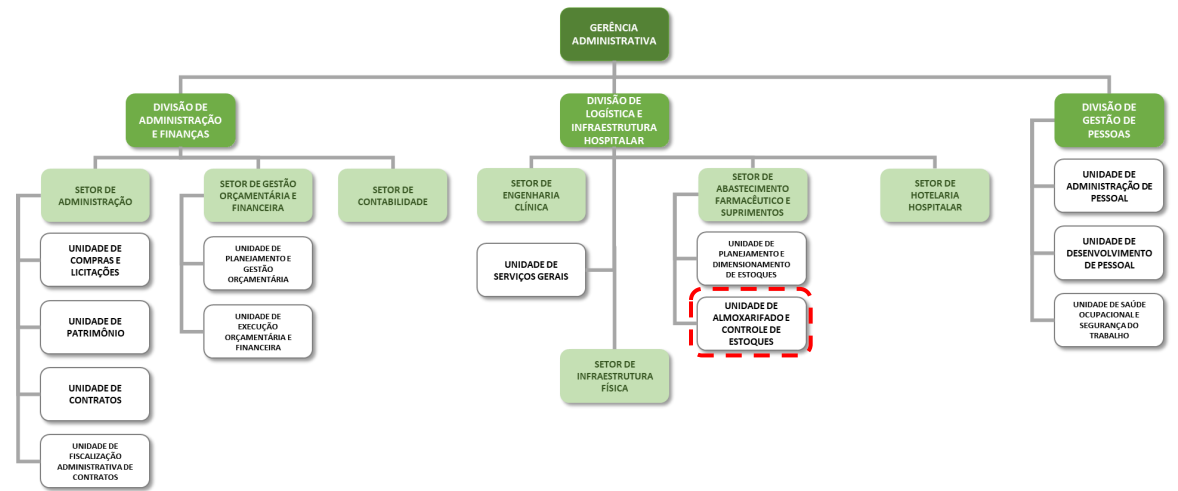 GERÊNCIA
ADMINISTRATIVA
DIVISÃO DE
ADMINISTRAÇÃO
E FINANÇAS
DIVISÃO DE
LOGÍSTICA E
INFRAESTRUTURA
HOSPITALAR
DIVISÃO DE
GESTÃO DE
PESSOAS
SETOR DE
ADMINISTRAÇÃO
SETOR DE GESTÃO
ORÇAMENTÁRIA E
FINANCEIRA
SETOR DE
CONTABILIDADE
SETOR DE
ENGENHARIA
CLÍNICA
SETOR DE
ABASTECIMENTO
FARMACÊUTICO E
SUPRIMENTOS
SETOR DE
HOTELARIA
HOSPITALAR
UNIDADE DE
ADMINISTRAÇÃO DE
PESSOAL
UNIDADE DE
COMPRAS E
LICITAÇÕES
UNIDADE DE
PLANEJAMENTO E
GESTÃO
ORÇAMENTÁRIA
UNIDADE DE
SERVIÇOS GERAIS
UNIDADE DE
PLANEJAMENTO E
DIMENSIONAMENTO
DE ESTOQUES
UNIDADE DE
DESENVOLVIMENTO
DE PESSOAL
UNIDADE DE
PATRIMÔNIO
UNIDADE DE
EXECUÇÃO
ORÇAMENTÁRIA E
FINANCEIRA
UNIDADE DE
ALMOXARIFADO E
CONTROLE DE
ESTOQUES
UNIDADE DE SAÚDE
OCUPACIONAL E
SEGURANÇA DO
TRABALHO
UNIDADE DE
CONTRATOS
SETOR DE
INFRAESTRUTURA
FÍSICA
UNIDADE DE
FISCALIZAÇÃO
ADMINISTRATIVA DE
CONTRATOS